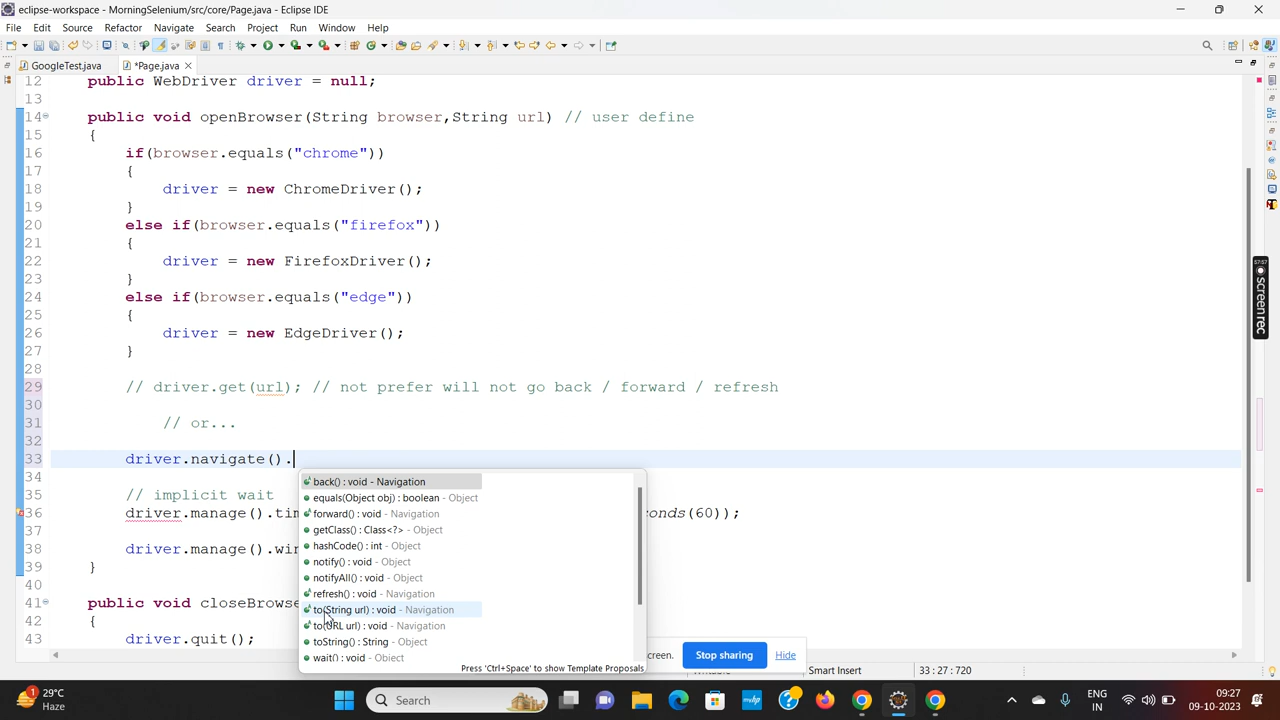 eclipse-workspace - MorningSelenium/src/core/Page.java - Eclipse IDE
File Edit Source Refactor Navigate Search Project Run Window Help
GoogleTest.java *Page.java
12 public WebDriver driver = null;
13
14 public void openBrowser(String browser,String url) // user define
15 {
16 if(browser.equals("chrome"))
17 {
18 driver = new ChromeDriver();
19 }
20 else if(browser.equals("firefox"))
21 {
22 driver = new FirefoxDriver();
23 }
24 else if(browser.equals("edge"))
25 {
26 driver = new EdgeDriver();
27 }
28
29 // driver.get(url); // not prefer will not go back / forward / refresh
30
31 // or...
32
33 driver.navigate().
34
35 // implicit wait
36 driver.manage().tim conds(60));
37
38 driver.manage().win
39 }
40
41 public void closeBrowse
42 {
43 driver.quit();
back() : void - Navigation
equals(Object obj) : boolean - Object
forward() : void - Navigation
getClass() : Class<?> - Object
hashCode() : int - Object
notify() : void - Object
notifyAll() : void - Object
refresh() : void - Navigation
to(String url) : void - Navigation
to(URL url) : void - Navigation
toString() : String - Object
wait() : void - Object
Press 'Ctrl+Space' to show Template Proposals
screen. Stop sharing Hide
Smart Insert 33 : 27 : 720
57:57
screen rec
29°C
Haze
Search
ENG
IN
09:27
09-10-2023